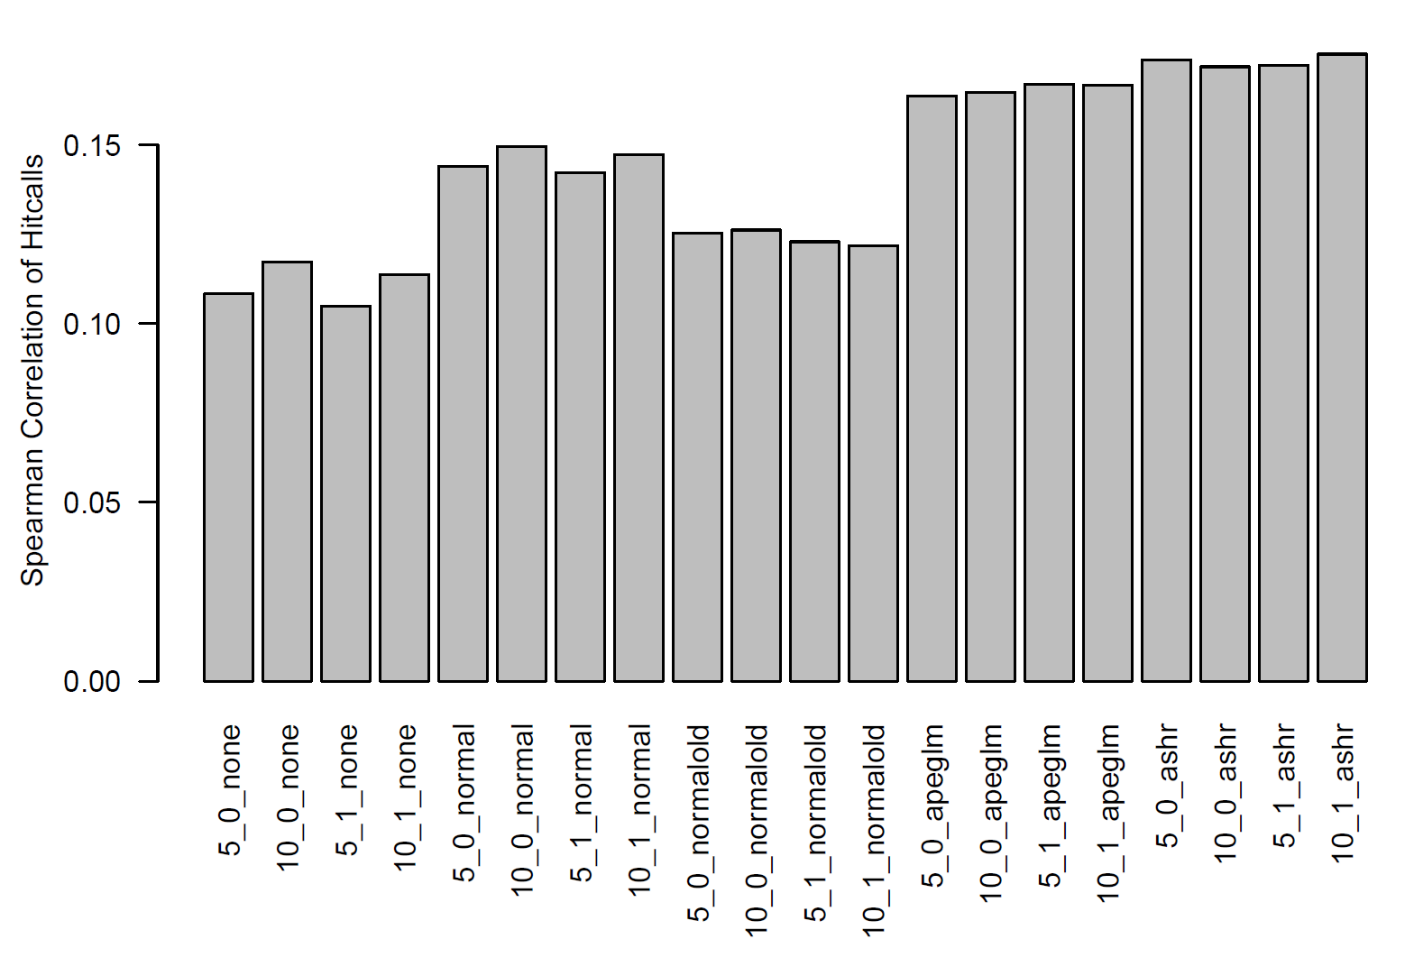 Spearman Correlation of Hitcalls
0.15
0.10
0.05
0.00
5_0_none
10_0_none
5_1_none
10_1_none
5_0_normal
10_0_normal
5_1_normal
10_1_normal
5_0_normalold
10_0_normalold
5_1_normalold
10_1_normalold
5_0_apeglm
10_0_apeglm
5_1_apeglm
10_1_apeglm
5_0_ashr
10_0_ashr
5_1_ashr
10_1_ashr